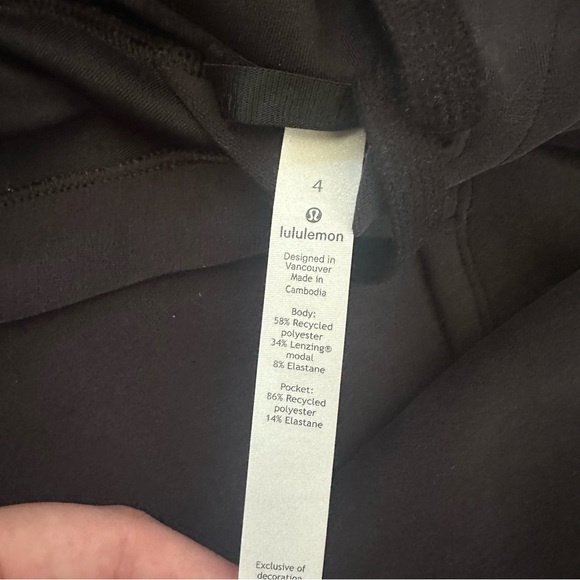 4
lululemon
Designed in
Vancouver
Made in
Cambodia
Body:
58% Recycled
polyester
34% Lenzing®
modal
8% Elastane
Pocket:
86% Recycled
polyester
14% Elastane
Exclusive of
decoration